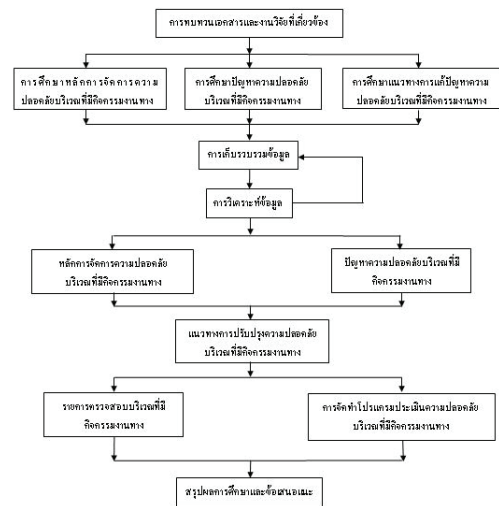 การทบทวนเอกสารและงานวิจัยที่เกี่ยวข้อง
การศึกษาหลักการจัดการความ
ปลอดภัยบริเวณที่มีกิจกรรมงานทาง
การศึกษาปัญหาความปลอดภัย
บริเวณที่มีกิจกรรมงานทาง
การศึกษาแนวทางการแก้ปัญหาความ
ปลอดภัยบริเวณที่มีกิจกรรมงานทาง
การเก็บรวบรวมข้อมูล
การวิเคราะห์ข้อมูล
หลักการจัดการความปลอดภัย
บริเวณที่มีกิจกรรมงานทาง
ปัญหาความปลอดภัยบริเวณที่มี
กิจกรรมงานทาง
แนวทางการปรับปรุงความปลอดภัย
บริเวณที่มีกิจกรรมงานทาง
รายการตรวจสอบบริเวณที่มี
กิจกรรมงานทาง
การจัดทำโปรแกรมประเมินความปลอดภัย
บริเวณที่มีกิจกรรมงานทาง
สรุปผลการศึกษาและข้อเสนอแนะ